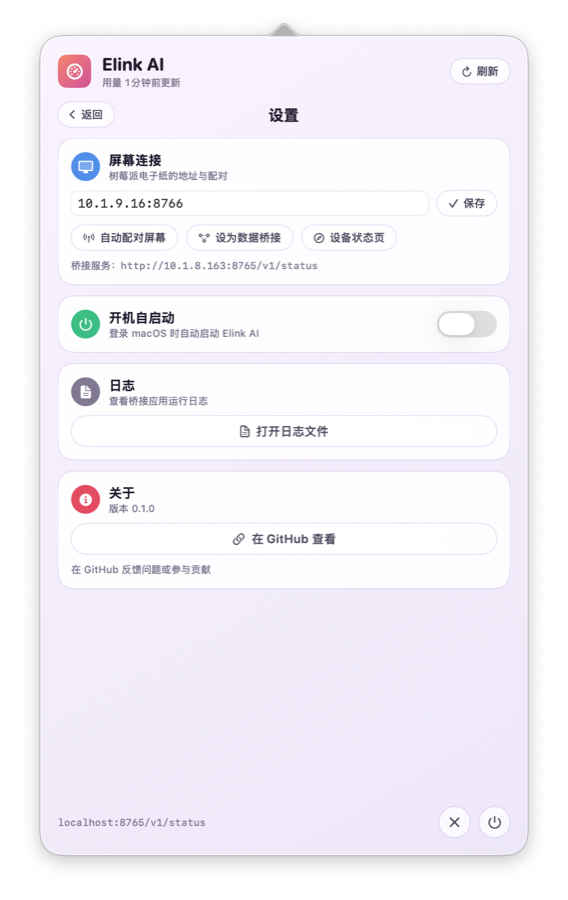 Elink AI
用量 1分钟前更新
刷新
返回
设置
屏幕连接
树莓派电子纸的地址与配对
10.1.9.16:8766
保存
自动配对屏幕
设为数据桥接
设备状态页
桥接服务：http://10.1.8.163:8765/v1/status
开机自启动
登录 macOS 时自动启动 Elink AI
日志
查看桥接应用运行日志
打开日志文件
关于
版本 0.1.0
在 GitHub 查看
在 GitHub 反馈问题或参与贡献
localhost:8765/v1/status